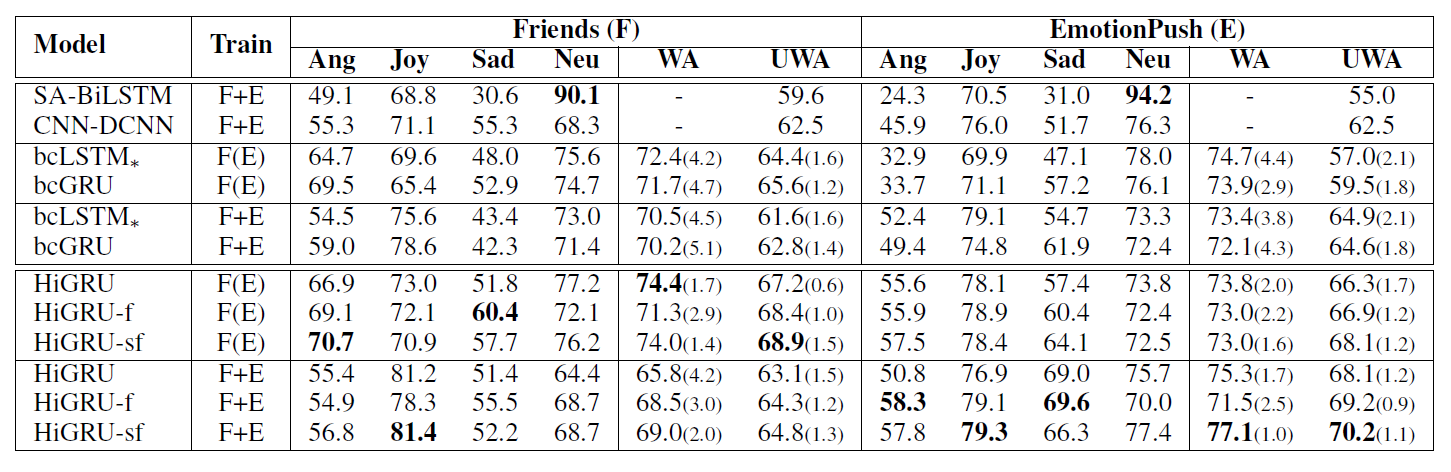 Model Train Friends (F) EmotionPush (E)
Ang Joy Sad Neu WA UWA Ang Joy Sad Neu WA UWA
SA-BiLSTM F+E 49.1 68.8 30.6 90.1 - 59.6 24.3 70.5 31.0 94.2 - 55.0
CNN-DCNN F+E 55.3 71.1 55.3 68.3 - 62.5 45.9 76.0 51.7 76.3 - 62.5
bcLSTM* F(E) 64.7 69.6 48.0 75.6 72.4(4.2) 64.4(1.6) 32.9 69.9 47.1 78.0 74.7(4.4) 57.0(2.1)
bcGRU F(E) 69.5 65.4 52.9 74.7 71.7(4.7) 65.6(1.2) 33.7 71.1 57.2 76.1 73.9(2.9) 59.5(1.8)
bcLSTM* F+E 54.5 75.6 43.4 73.0 70.5(4.5) 61.6(1.6) 52.4 79.1 54.7 73.3 73.4(3.8) 64.9(2.1)
bcGRU F+E 59.0 78.6 42.3 71.4 70.2(5.1) 62.8(1.4) 49.4 74.8 61.9 72.4 72.1(4.3) 64.6(1.8)
HiGRU F(E) 66.9 73.0 51.8 77.2 74.4(1.7) 67.2(0.6) 55.6 78.1 57.4 73.8 73.8(2.0) 66.3(1.7)
HiGRU-f F(E) 69.1 72.1 60.4 72.1 71.3(2.9) 68.4(1.0) 55.9 78.9 60.4 72.4 73.0(2.2) 66.9(1.2)
HiGRU-sf F(E) 70.7 70.9 57.7 76.2 74.0(1.4) 68.9(1.5) 57.5 78.4 64.1 72.5 73.0(1.6) 68.1(1.2)
HiGRU F+E 55.4 81.2 51.4 64.4 65.8(4.2) 63.1(1.5) 50.8 76.9 69.0 75.7 75.3(1.7) 68.1(1.2)
HiGRU-f F+E 54.9 78.3 55.5 68.7 68.5(3.0) 64.3(1.2) 58.3 79.1 69.6 70.0 71.5(2.5) 69.2(0.9)
HiGRU-sf F+E 56.8 81.4 52.2 68.7 69.0(2.0) 64.8(1.3) 57.8 79.3 66.3 77.4 77.1(1.0) 70.2(1.1)